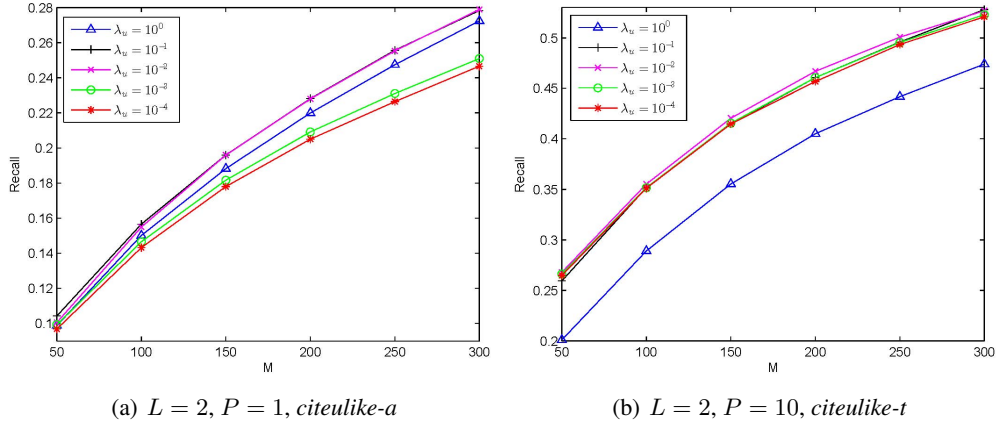 0.28
0.26
0.24
0.22
0.2
0.18
0.16
0.14
0.12
0.1
Recall
λu = 10^0
λu = 10^-1
λu = 10^-2
λu = 10^-3
λu = 10^-4
50 100 150 200 250 300
M
(a) L = 2, P = 1, citeulike-a
0.5
0.45
0.4
0.35
0.3
0.25
0.2
Recall
λu = 10^0
λu = 10^-1
λu = 10^-2
λu = 10^-3
λu = 10^-4
50 100 150 200 250 300
M
(b) L = 2, P = 10, citeulike-t